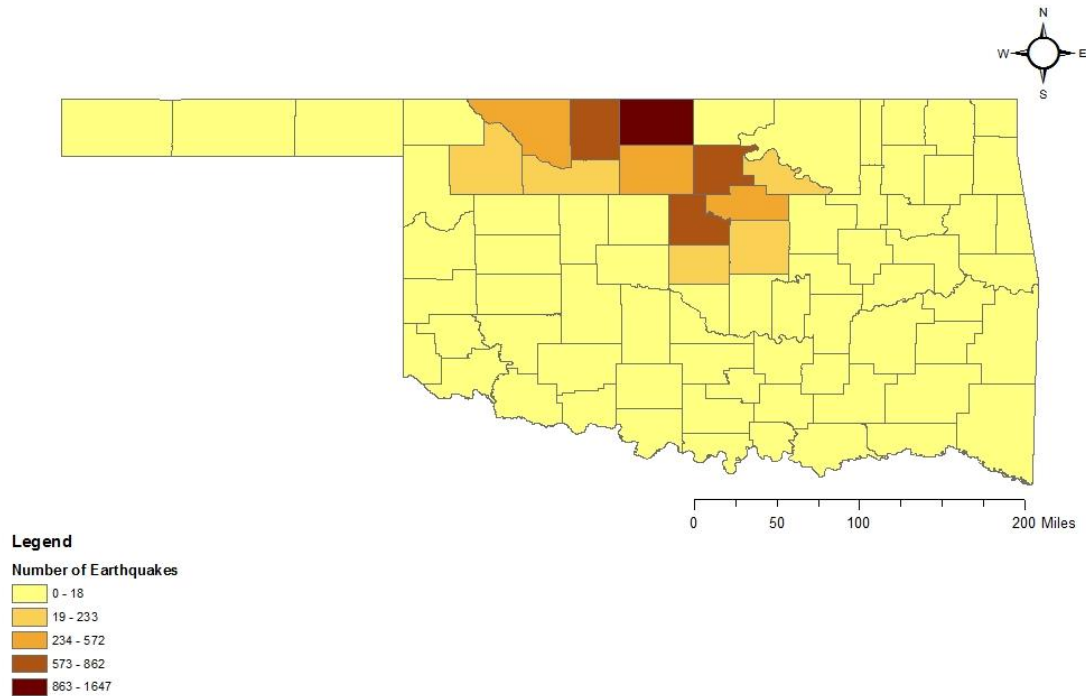 N
W E
S
0 50 100 200 Miles
Legend
Number of Earthquakes
0 - 18
19 - 233
234 - 572
573 - 862
863 - 1647